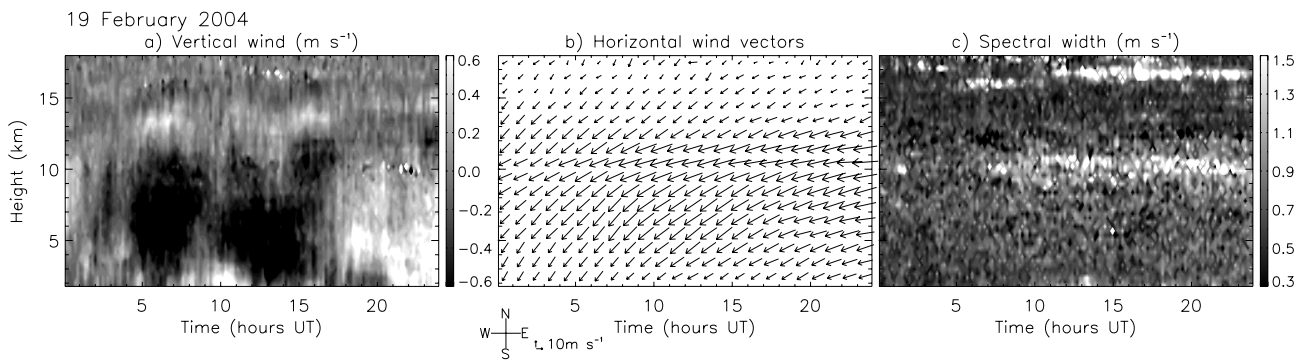 19 February 2004
a) Vertical wind (m s⁻¹)
b) Horizontal wind vectors
c) Spectral width (m s⁻¹)
Height (km)
15
10
5
5
10
15
20
Time (hours UT)
0.6
0.4
0.2
0.0
−0.2
−0.4
−0.6
0
5
10
15
20
24
Time (hours UT)
N
W
E
S
10m s⁻¹
5
10
15
20
Time (hours UT)
1.5
1.3
1.1
0.9
0.7
0.5
0.3